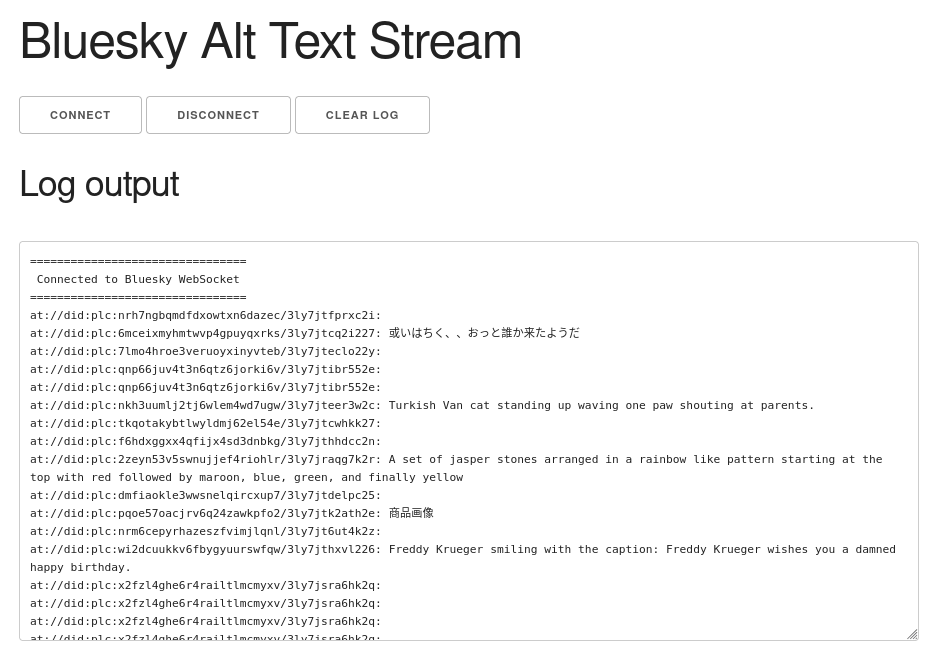 Bluesky Alt Text Stream
CONNECT DISCONNECT CLEAR LOG
Log output
================================
Connected to Bluesky WebSocket
================================
at://did:plc:nrh7ngbqmdfdxowtxn6dazec/3ly7jtfprxc2i:
at://did:plc:6mceixmyhmtwvp4gpuyqxrks/3ly7jtcq2i227: 或いはちく、、おっと誰か来たようだ
at://did:plc:7lmo4hroe3veruoyxinyvteb/3ly7jteclo22y:
at://did:plc:qnp66juv4t3n6qtz6jorki6v/3ly7jtibr552e:
at://did:plc:qnp66juv4t3n6qtz6jorki6v/3ly7jtibr552e:
at://did:plc:nkh3uumlj2tj6wlem4wd7ugw/3ly7jteer3w2c: Turkish Van cat standing up waving one paw shouting at parents.
at://did:plc:tkqotakybtlwyldmj62el54e/3ly7jtcwhkk27:
at://did:plc:f6hdxggxx4qfijx4sd3dnbkg/3ly7jthhdcc2n:
at://did:plc:2zeyn53v5swnujjef4riohlr/3ly7jraqg7k2r: A set of jasper stones arranged in a rainbow like pattern starting at the
top with red followed by maroon, blue, green, and finally yellow
at://did:plc:dmfiaokle3wwsnelqircxup7/3ly7jtdelpc25:
at://did:plc:pqoe57oacjrv6q24zawkpfo2/3ly7jtk2ath2e: 商品画像
at://did:plc:nrm6cepyrhazeszfvimjlqnl/3ly7jt6ut4k2z:
at://did:plc:wi2dcuukkv6fbygyuurswfqw/3ly7jthxvl226: Freddy Krueger smiling with the caption: Freddy Krueger wishes you a damned
happy birthday.
at://did:plc:x2fzl4ghe6r4railtlmcmyxv/3ly7jsra6hk2q:
at://did:plc:x2fzl4ghe6r4railtlmcmyxv/3ly7jsra6hk2q:
at://did:plc:x2fzl4ghe6r4railtlmcmyxv/3ly7jsra6hk2q:
at://did:plc:x2fzl4ghe6r4railtlmcmyxv/3ly7jsra6hk2q: